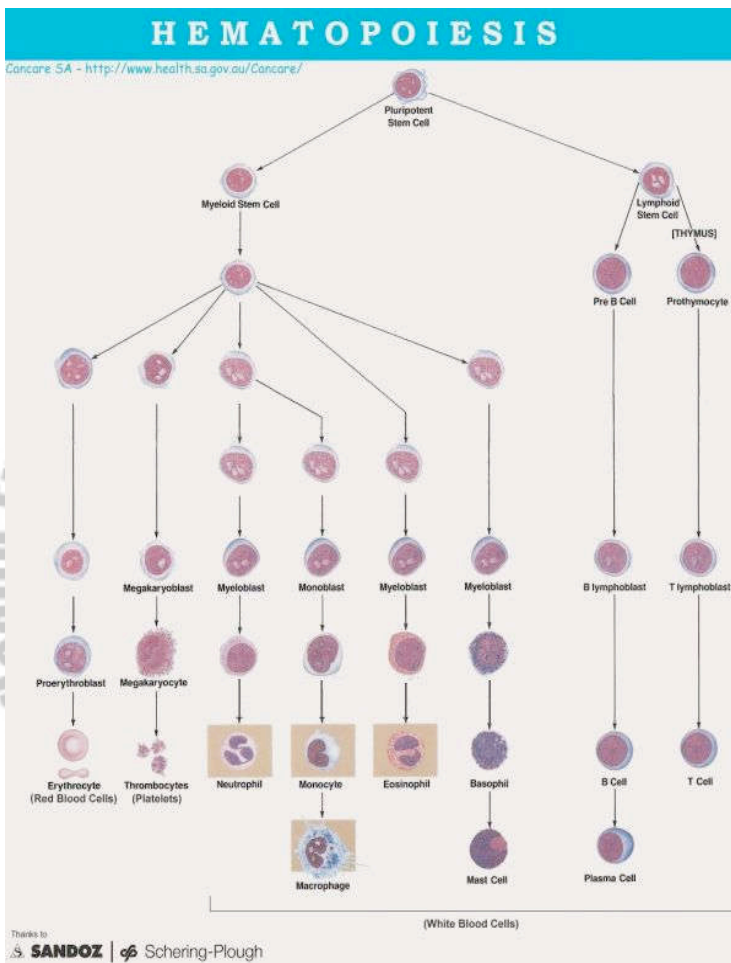 HEMATOPOIESIS
Cancare SA - http://www.health.sa.gov.au/Cancare/
Pluripotent
Stem Cell
Myeloid Stem Cell
Lymphoid
Stem Cell
[THYMUS]
Pre B Cell
Prothymocyte
Megakaryoblast
Myeloblast
Monoblast
Myeloblast
Myeloblast
B lymphoblast
T lymphoblast
Proerythroblast
Megakaryocyte
Erythrocyte
(Red Blood Cells)
Thrombocytes
(Platelets)
Neutrophil
Monocyte
Eosinophil
Basophil
B Cell
T Cell
Macrophage
Mast Cell
Plasma Cell
(White Blood Cells)
Thanks to
SANDOZ
Schering-Plough